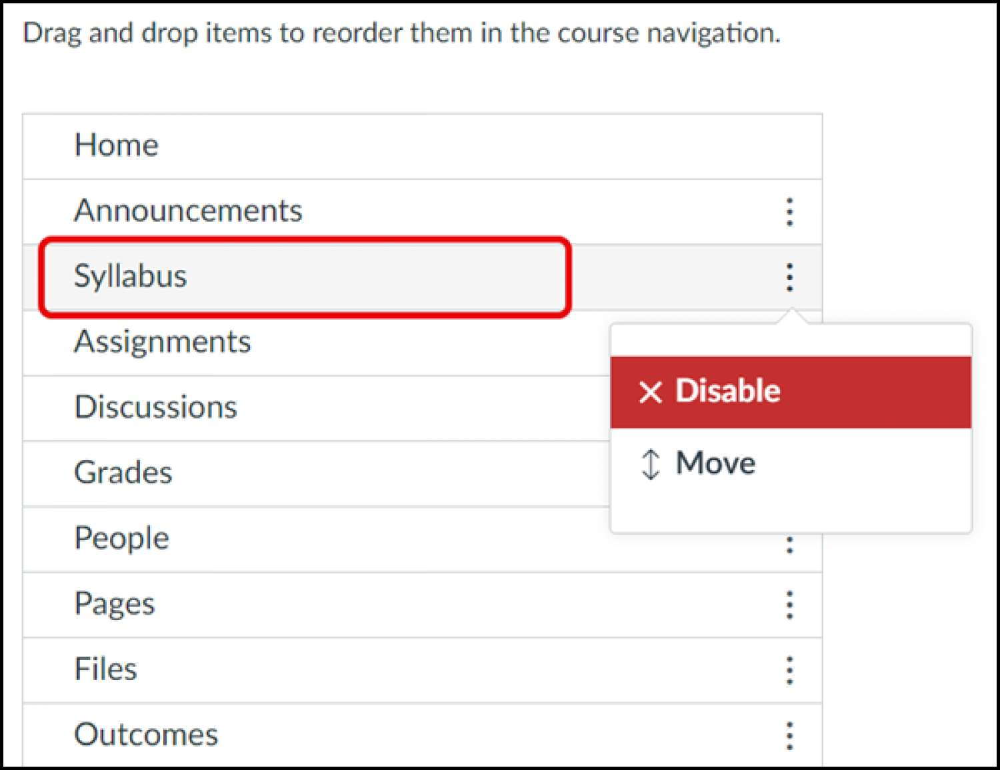 Drag and drop items to reorder them in the course navigation.
Home
Announcements
Syllabus
Assignments
Disable
Discussions
Move
Grades
People
Pages
Files
Outcomes